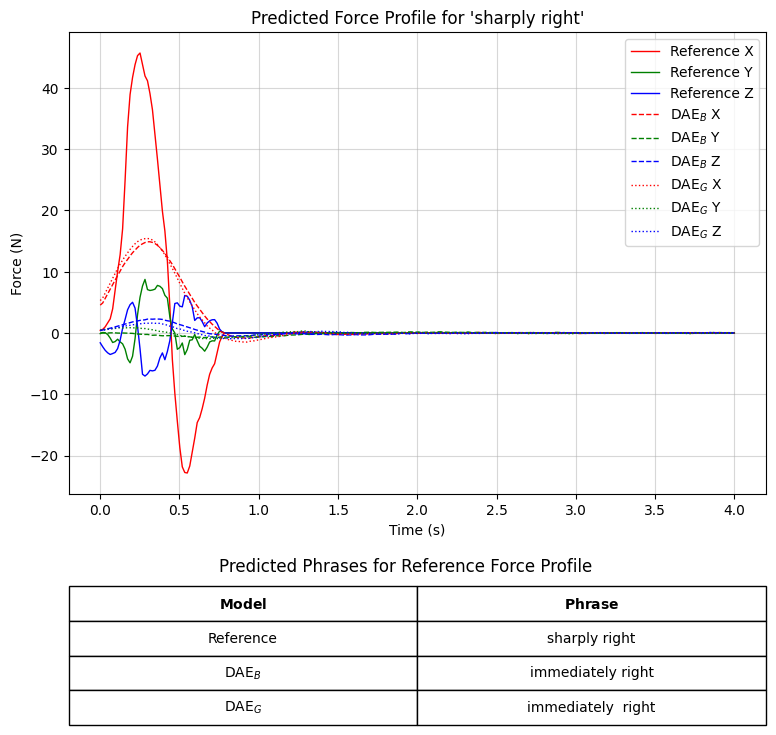 Predicted Force Profile for 'sharply right'
Force (N)
40
30
20
10
0
−10
−20
Reference X
Reference Y
Reference Z
DAE_B X
DAE_B Y
DAE_B Z
DAE_G X
DAE_G Y
DAE_G Z
0.0 0.5 1.0 1.5 2.0 2.5 3.0 3.5 4.0
Time (s)
Predicted Phrases for Reference Force Profile
Model Phrase
Reference sharply right
DAE_B immediately right
DAE_G immediately  right